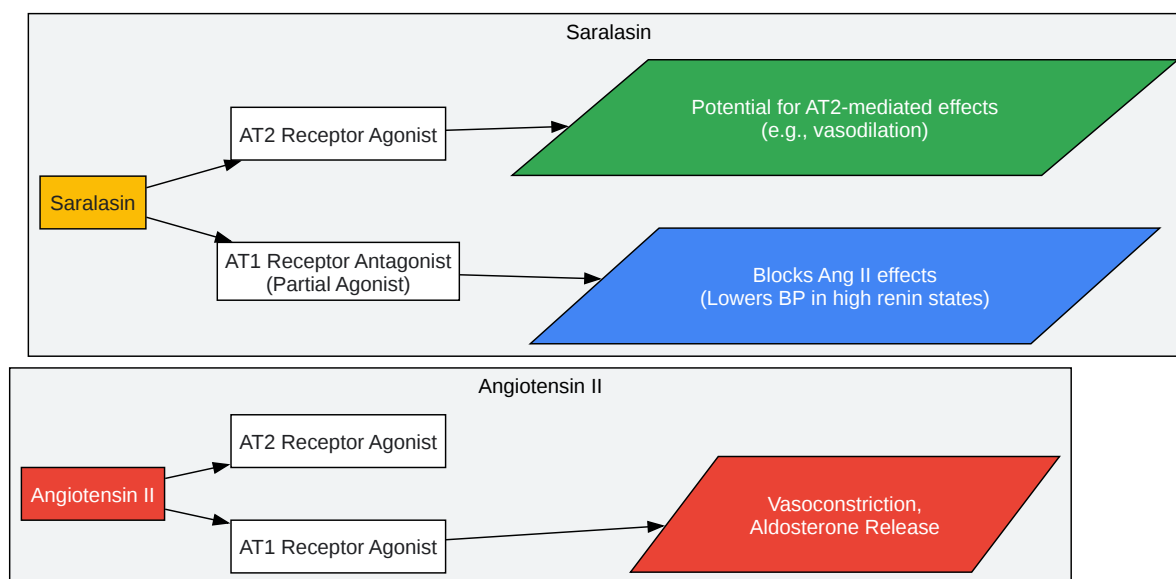 Saralasin
AT2 Receptor Agonist
Potential for AT2-mediated effects
(e.g., vasodilation)
Saralasin
AT1 Receptor Antagonist
(Partial Agonist)
Blocks Ang II effects
(Lowers BP in high renin states)
Angiotensin II
AT2 Receptor Agonist
Angiotensin II
AT1 Receptor Agonist
Vasoconstriction,
Aldosterone Release